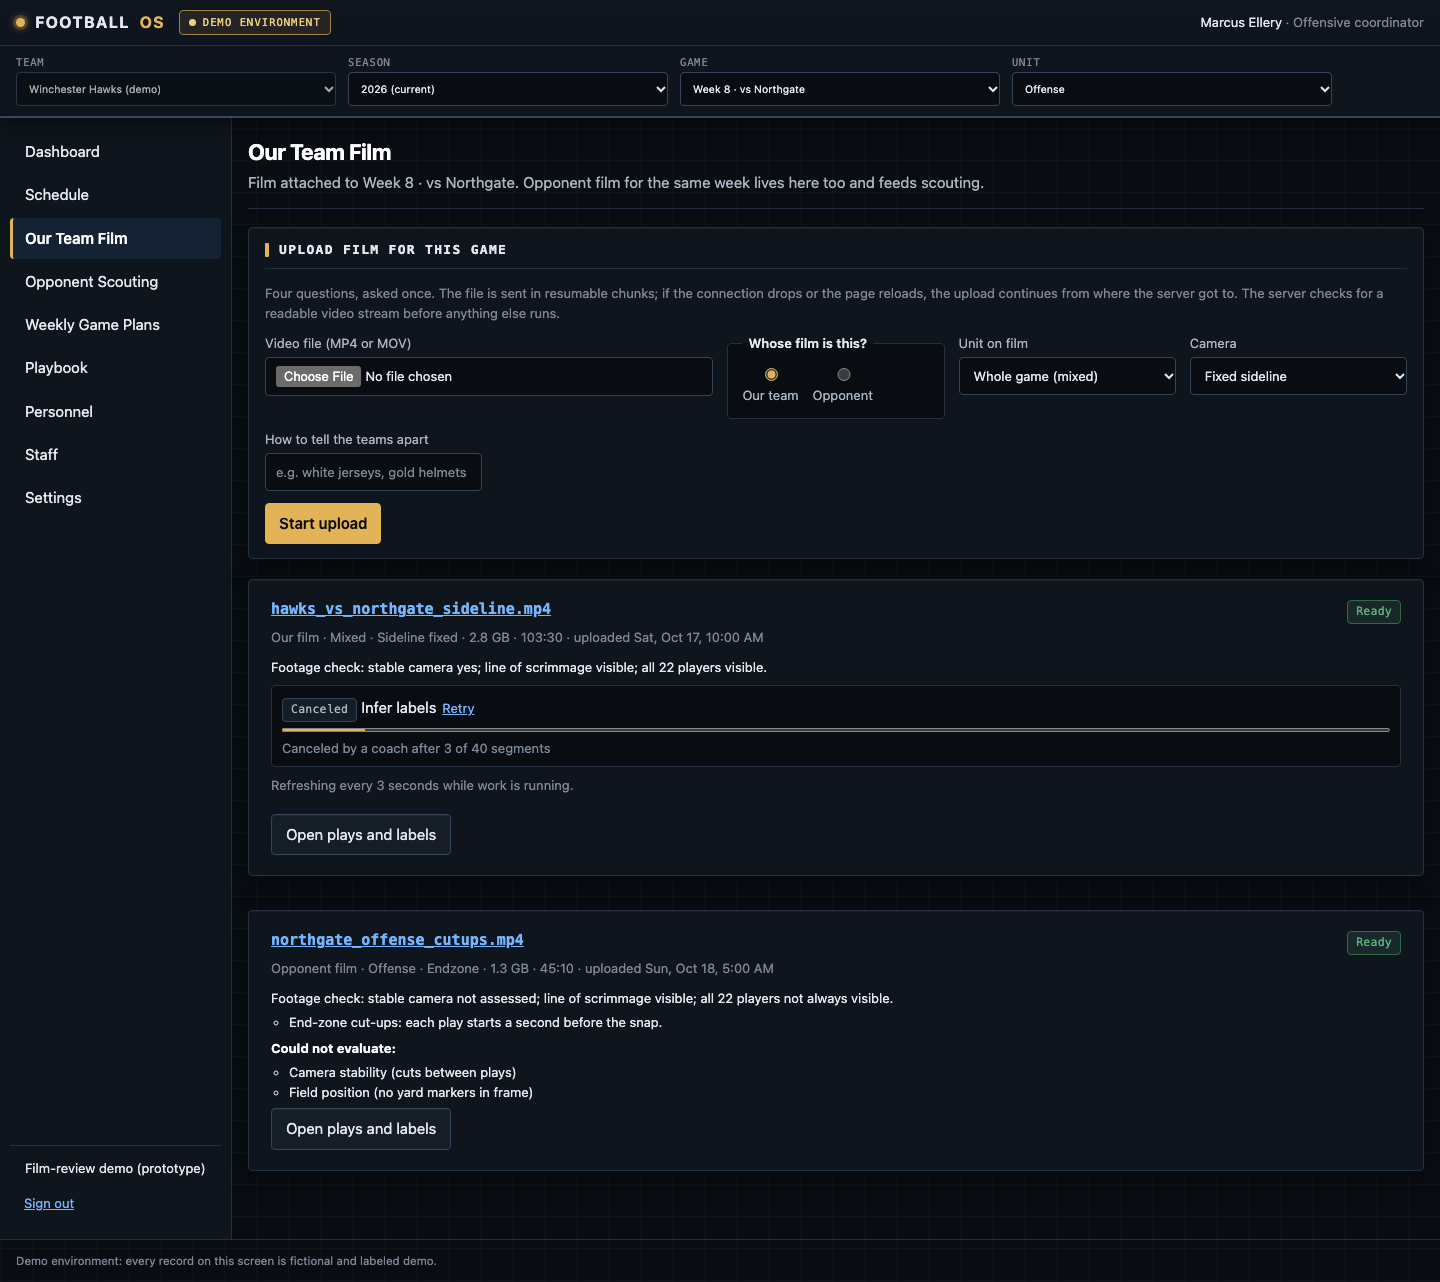 FOOTBALL OS
DEMO ENVIRONMENT
Marcus Ellery · Offensive coordinator
TEAM
Winchester Hawks (demo)
SEASON
2026 (current)
GAME
Week 8 · vs Northgate
UNIT
Offense
Dashboard
Schedule
Our Team Film
Opponent Scouting
Weekly Game Plans
Playbook
Personnel
Staff
Settings
Film-review demo (prototype)
Sign out
Our Team Film
Film attached to Week 8 · vs Northgate. Opponent film for the same week lives here too and feeds scouting.
UPLOAD FILM FOR THIS GAME
Four questions, asked once. The file is sent in resumable chunks; if the connection drops or the page reloads, the upload continues from where the server got to. The server checks for a
readable video stream before anything else runs.
Video file (MP4 or MOV)
Choose File No file chosen
Whose film is this?
Our team
Opponent
Unit on film
Whole game (mixed)
Camera
Fixed sideline
How to tell the teams apart
e.g. white jerseys, gold helmets
Start upload
hawks_vs_northgate_sideline.mp4
Ready
Our film · Mixed · Sideline fixed · 2.8 GB · 103:30 · uploaded Sat, Oct 17, 10:00 AM
Footage check: stable camera yes; line of scrimmage visible; all 22 players visible.
Canceled Infer labels Retry
Canceled by a coach after 3 of 40 segments
Refreshing every 3 seconds while work is running.
Open plays and labels
northgate_offense_cutups.mp4
Ready
Opponent film · Offense · Endzone · 1.3 GB · 45:10 · uploaded Sun, Oct 18, 5:00 AM
Footage check: stable camera not assessed; line of scrimmage visible; all 22 players not always visible.
End-zone cut-ups: each play starts a second before the snap.
Could not evaluate:
Camera stability (cuts between plays)
Field position (no yard markers in frame)
Open plays and labels
Demo environment: every record on this screen is fictional and labeled demo.